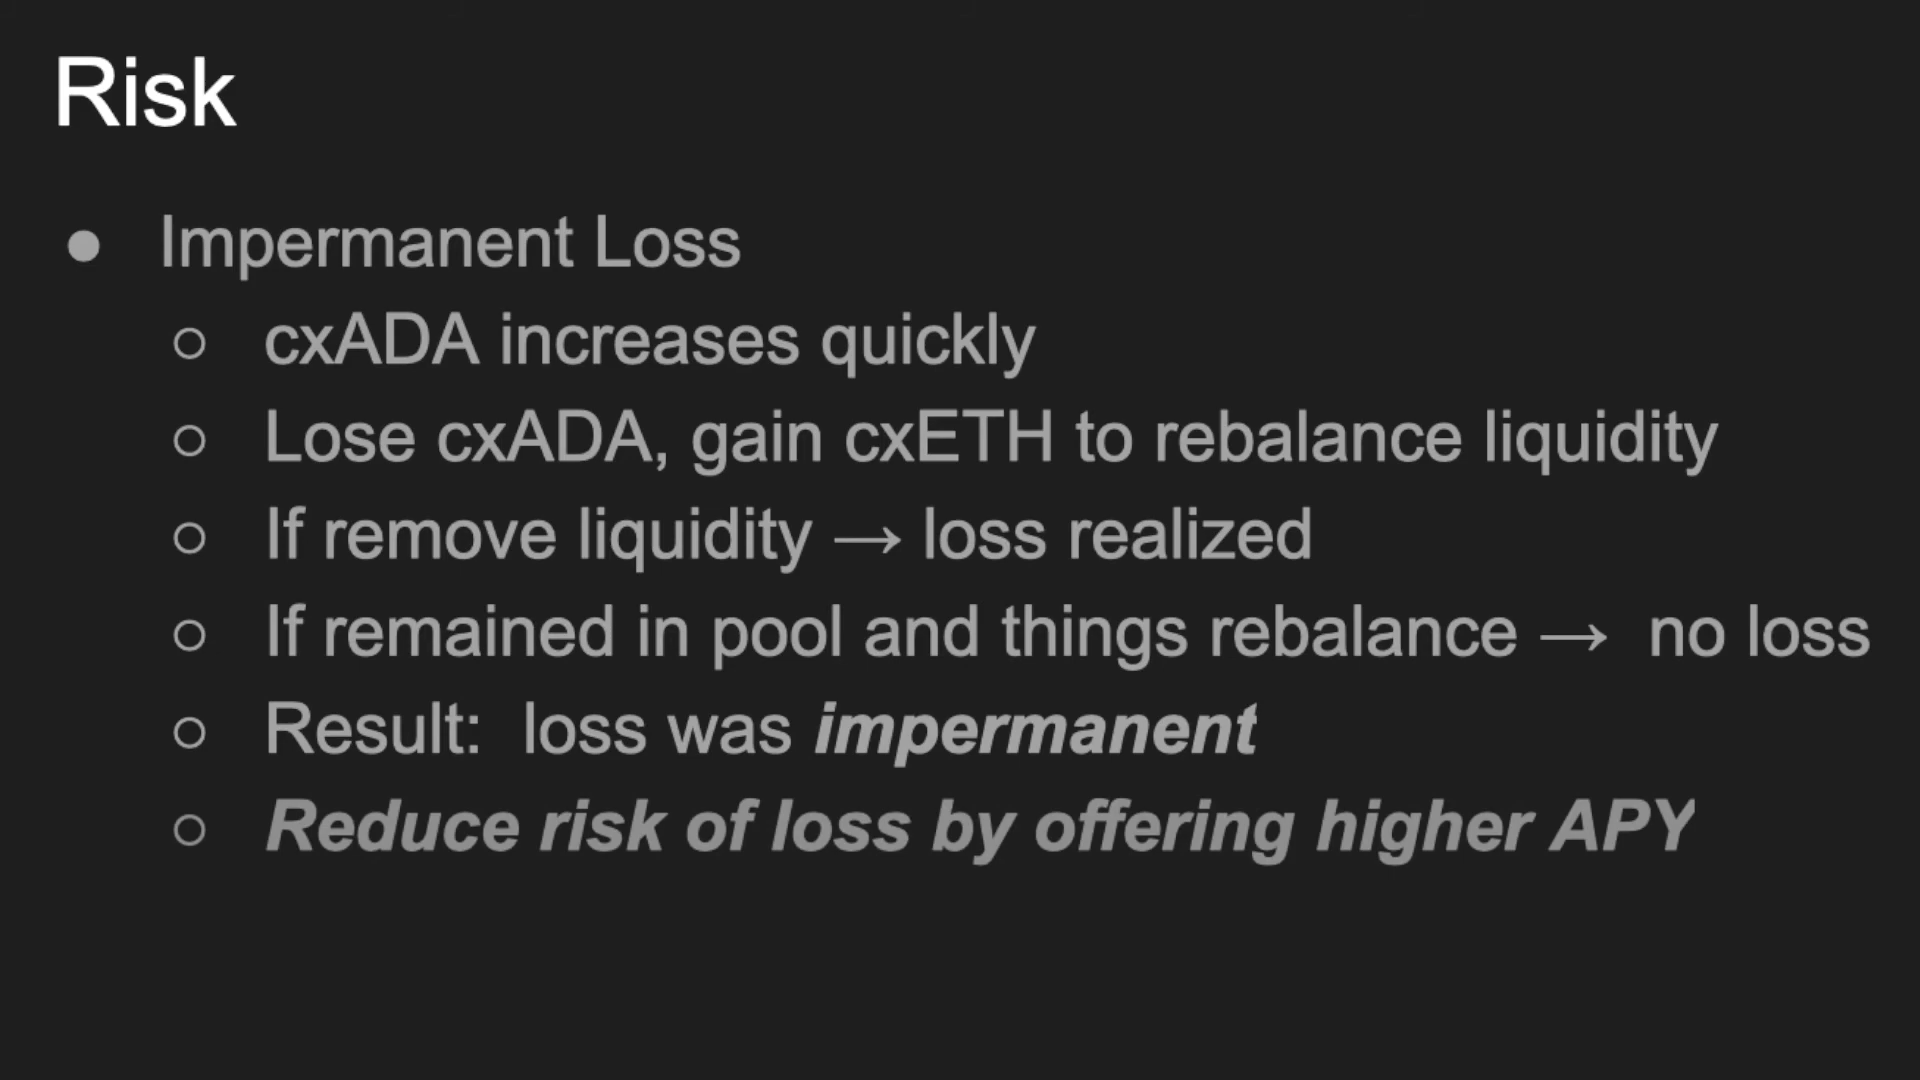 Risk
● Impermanent Loss
○ cxADA increases quickly
○ Lose cxADA, gain cxETH to rebalance liquidity
○ If remove liquidity → loss realized
○ If remained in pool and things rebalance → no loss
○ Result: loss was impermanent
○ Reduce risk of loss by offering higher APY